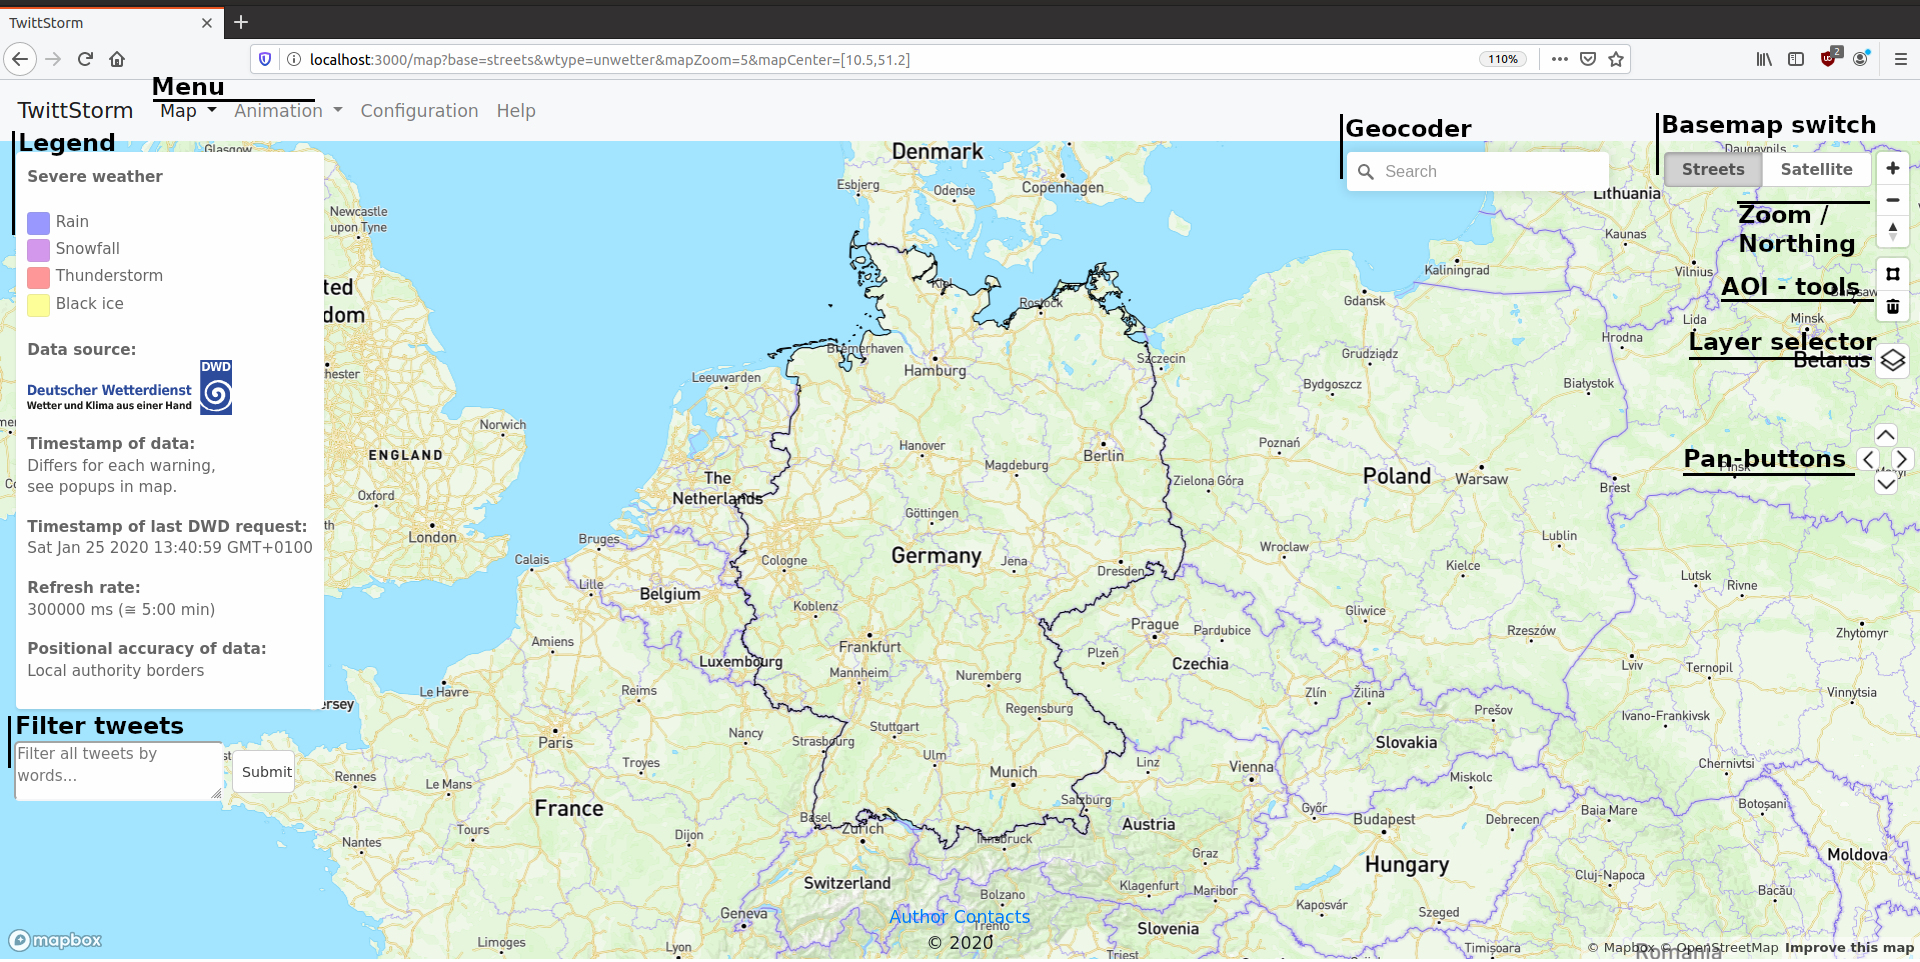 TwittStorm
localhost:3000/map?base=streets&wtype=unwetter&mapZoom=5&mapCenter=[10.5,51.2]
110%
2
Menu
TwittStorm
Map
Animation
Configuration
Help
Legend
Severe weather
Rain
Snowfall
Thunderstorm
Black ice
Data source:
DWD
Deutscher Wetterdienst
Wetter und Klima aus einer Hand
Timestamp of data:
Differs for each warning,
see popups in map.
Timestamp of last DWD request:
Sat Jan 25 2020 13:40:59 GMT+0100
Refresh rate:
300000 ms (≅ 5:00 min)
Positional accuracy of data:
Local authority borders
Filter tweets
Filter all tweets by
words...
Submit
Geocoder
Search
Basemap switch
Streets
Satellite
Zoom /
Northing
AOI - tools
Layer selector
Pan-buttons
Glasgow
Newcastle
upon Tyne
ENGLAND
Norwich
Oxford
London
Denmark
Esbjerg
Odense
Copenhagen
Kiel
Rostock
Bremerhaven
Hamburg
Szczecin
Leeuwarden
Hanover
Magdeburg
Berlin
The
Netherlands
Göttingen
Bruges
Calais
Lille
Cologne
Germany
Jena
Dresden
Belgium
Koblenz
Frankfurt
Amiens
Luxembourg
Mannheim
Nuremberg
Le Havre
Reims
Regensburg
Paris
Nancy
Strasbourg
Stuttgart
Troyes
Ulm
Munich
Rennes
Le Mans
France
Basel
Zurich
Salzburg
Innsbruck
Nantes
Tours
Dijon
Switzerland
Bolzano
Geneva
Trento
Limoges
Lyon
Daugavpils
Lithuania
Kaunas
Kaliningrad
Vilnius
Gdansk
Lida
Minsk
Barysaw
Hrodna
Belarus
Grudziądz
Bydgoszcz
Białystok
Poznań
Poland
Warsaw
Zielona Góra
Brest
Pinsk
Wroclaw
Lublin
Kielce
Lutsk
Rivne
Gliwice
Rzeszów
Zhytomyr
Prague
Pardubice
Plzeň
Czechia
Lviv
Ternopil
Zlín
Žilina
Vinnytsia
Prešov
Ivano-Frankivsk
Slovakia
Linz
Vienna
Miskolc
Chernivtsi
Győr
Budapest
Debrecen
Baia Mare
Botoșani
Austria
Graz
Hungary
Moldova
Klagenfurt
Maribor
Cluj-Napoca
Bacău
Kaposvár
Szeged
Slovenia
Triest
Timișoara
Romania
Author Contacts
© 2020
mapbox
© Mapbox © OpenStreetMap Improve this map